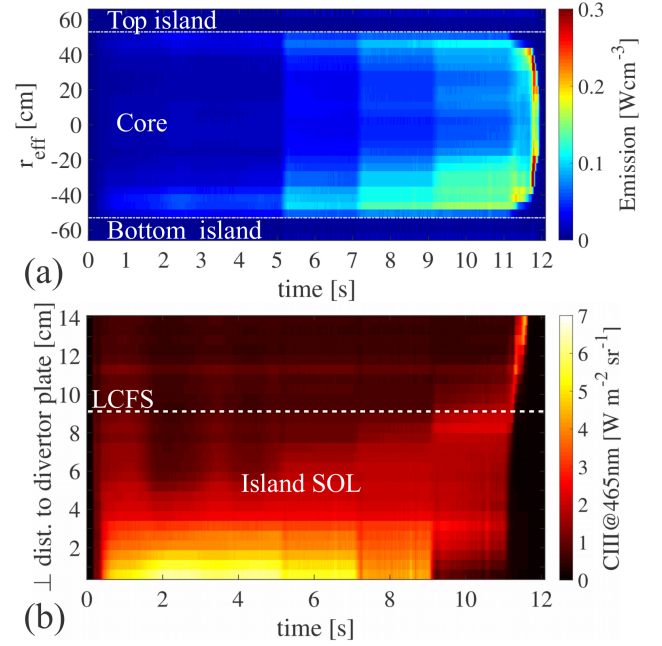 Top island
Core
Bottom island
60
40
20
0
-20
-40
-60
r_eff [cm]
0 1 2 3 4 5 6 7 8 9 10 11 12
time [s]
0.3
0.2
0.1
0
Emission [Wcm⁻³]
(a)
14
12
10
8
6
4
2
⊥ dist. to divertor plate [cm]
LCFS
Island SOL
0 2 4 6 8 10 12
time [s]
7
6
5
4
3
2
1
0
CIII@465nm [W m⁻² sr⁻¹]
(b)